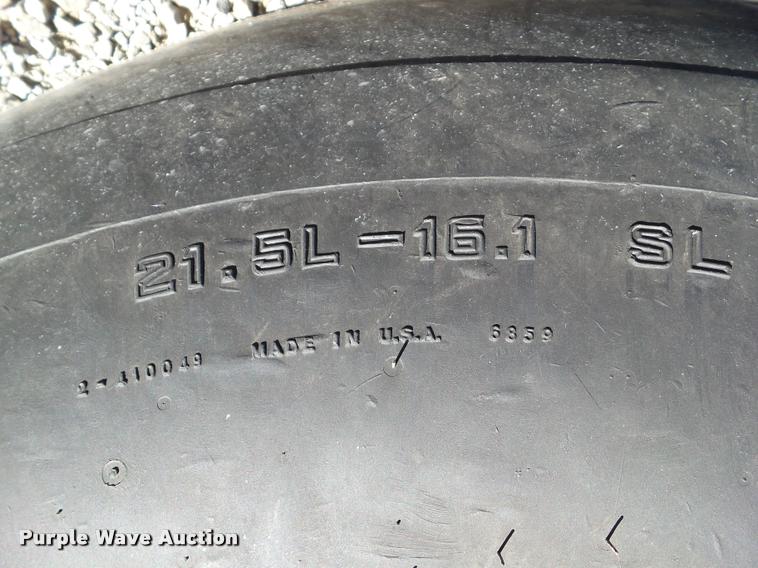 21.5L-16.1 SL
2-410049 MADE IN U.S.A. 6359
Purple Wave Auction